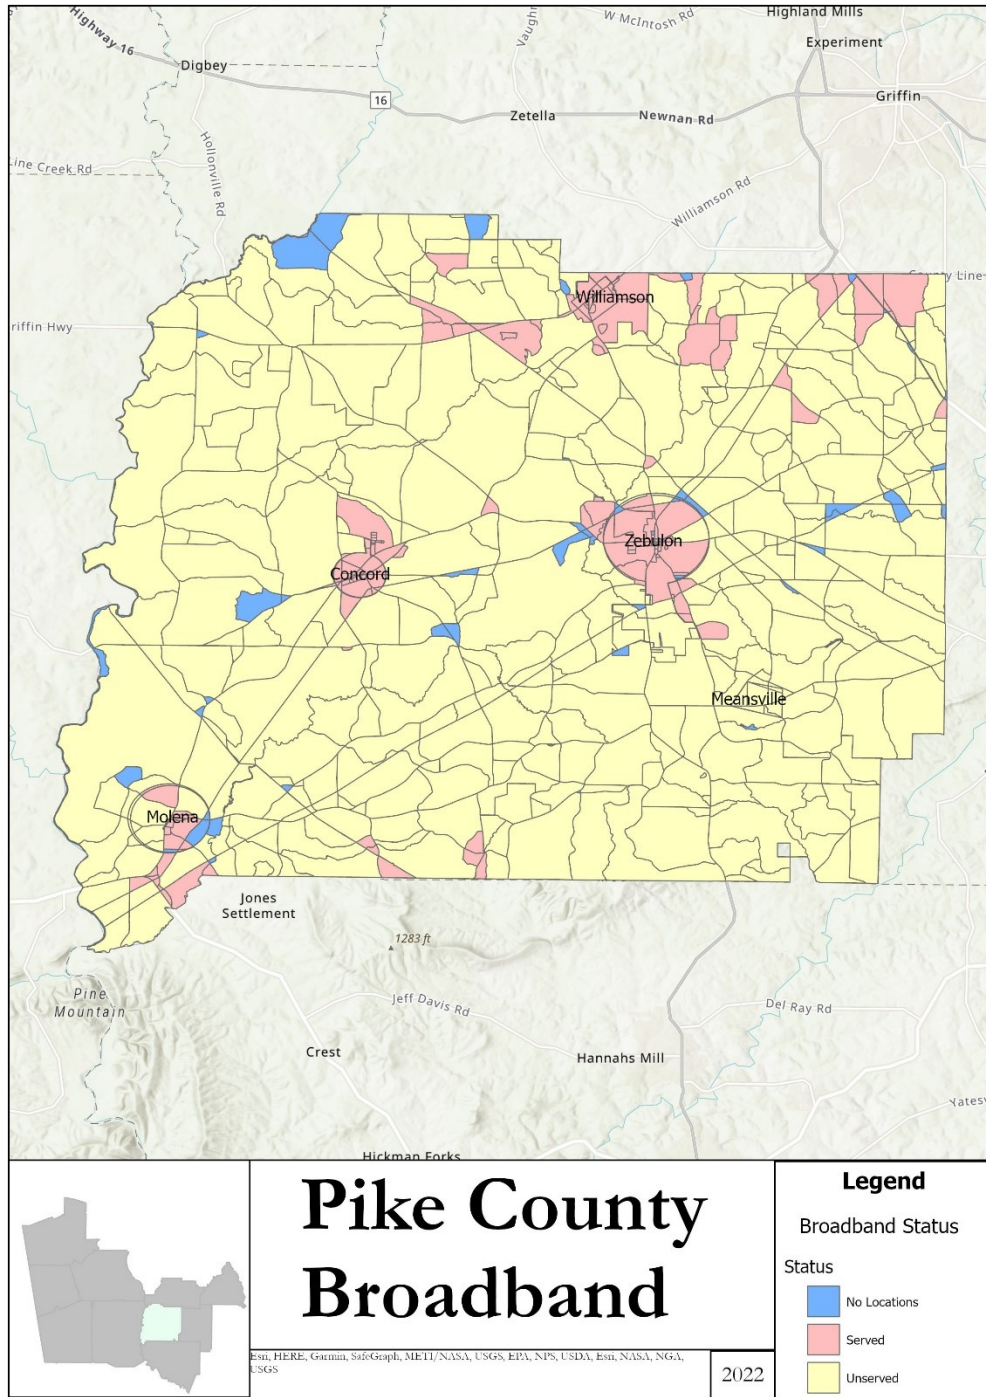 Highland Mills
W McIntosh Rd
Vaughn
Highway 16
Experiment
Digbey
16
Griffin
Zetella
Newnan Rd
Hollonville Rd
ine Creek Rd
Williamson Rd
County Line
Williamson
riffin Hwy
Zebulon
Concord
Meansville
Molena
Jones
Settlement
1283 ft
Pine
Mountain
Jeff Davis Rd
Del Ray Rd
Crest
Hannahs Mill
Yates
Hickman Forks
Pike County
Broadband
Esri, HERE, Garmin, SafeGraph, METI/NASA, USGS, EPA, NPS, USDA, Esri, NASA, NGA,
USGS
2022
Legend
Broadband Status
Status
No Locations
Served
Unserved